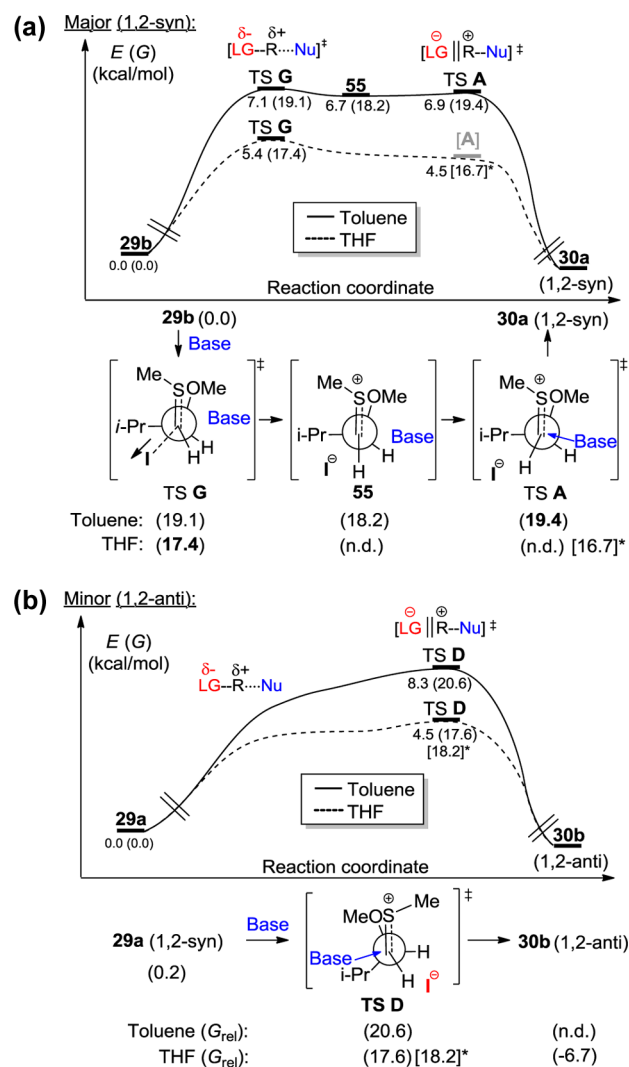 (a) Major (1,2-syn):
E (G)
(kcal/mol)
δ- δ+
[LG--R····Nu]‡
⊖ ⊕
[LG||R--Nu]‡
TS G
7.1 (19.1)
55
6.7 (18.2)
TS A
6.9 (19.4)
TS G
5.4 (17.4)
[A]
4.5 [16.7]*
Toluene
THF
29b
0.0 (0.0)
30a
(1,2-syn)
Reaction coordinate
29b (0.0)
Base
30a (1,2-syn)
Me S OMe
i-Pr Base
I H H
‡
TS G
Me ⊕ S OMe
i-Pr Base
I⊖ H H
55
Me ⊕ S OMe
i-Pr Base
I⊖ H H
‡
TS A
Toluene: (19.1) (18.2) (19.4)
THF: (17.4) (n.d.) (n.d.) [16.7]*
(b) Minor (1,2-anti):
E (G)
(kcal/mol)
⊖ ⊕
[LG||R--Nu]‡
δ- δ+
LG--R····Nu
TS D
8.3 (20.6)
TS D
4.5 (17.6)
[18.2]*
Toluene
THF
29a
0.0 (0.0)
30b
(1,2-anti)
Reaction coordinate
29a (1,2-syn)
(0.2)
Base
⊕ MeO S Me
Base H
i-Pr H I⊖
‡
TS D
30b (1,2-anti)
Toluene (Grel): (20.6) (n.d.)
THF (Grel): (17.6) [18.2]* (-6.7)